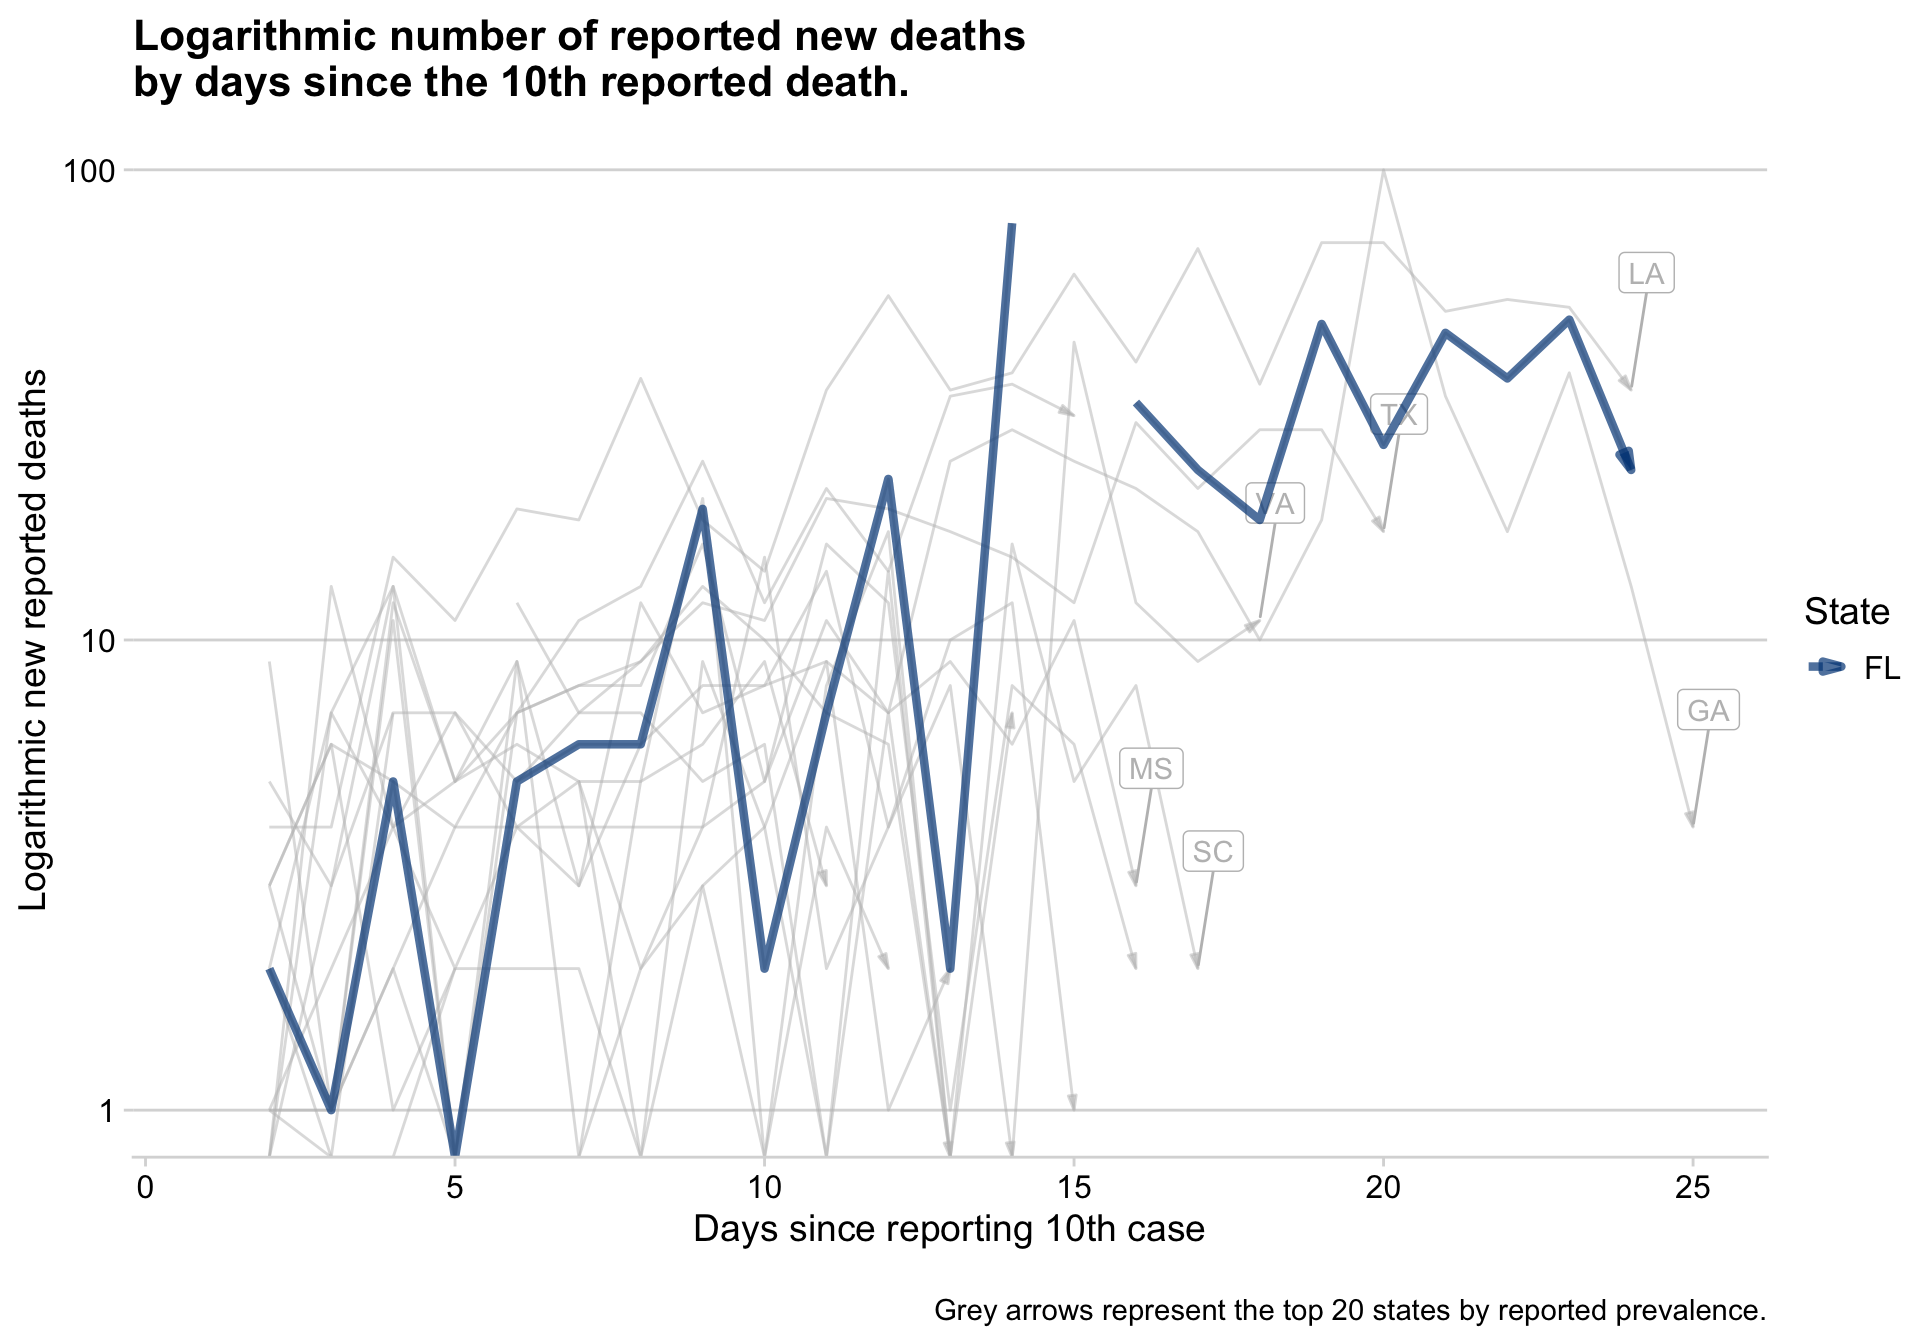 Logarithmic number of reported new deaths
by days since the 10th reported death.
Logarithmic new reported deaths
100
10
1
LA
TX
VA
GA
MS
SC
State
FL
0 5 10 15 20 25
Days since reporting 10th case
Grey arrows represent the top 20 states by reported prevalence.